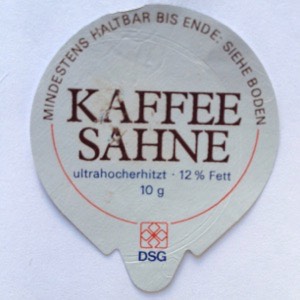 MINDESTENS HALTBAR BIS ENDE: SIEHE BODEN
KAFFEE
SAHNE
ultrahocherhitzt · 12% Fett
10 g
DSG